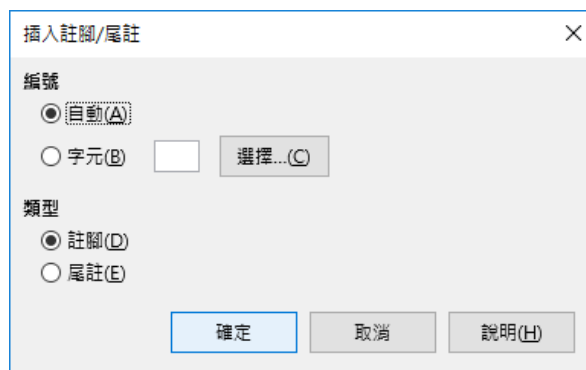 插入註腳/尾註
編號
自動(A)
字元(B) 選擇...(C)
類型
註腳(D)
尾註(E)
確定 取消 說明(H)